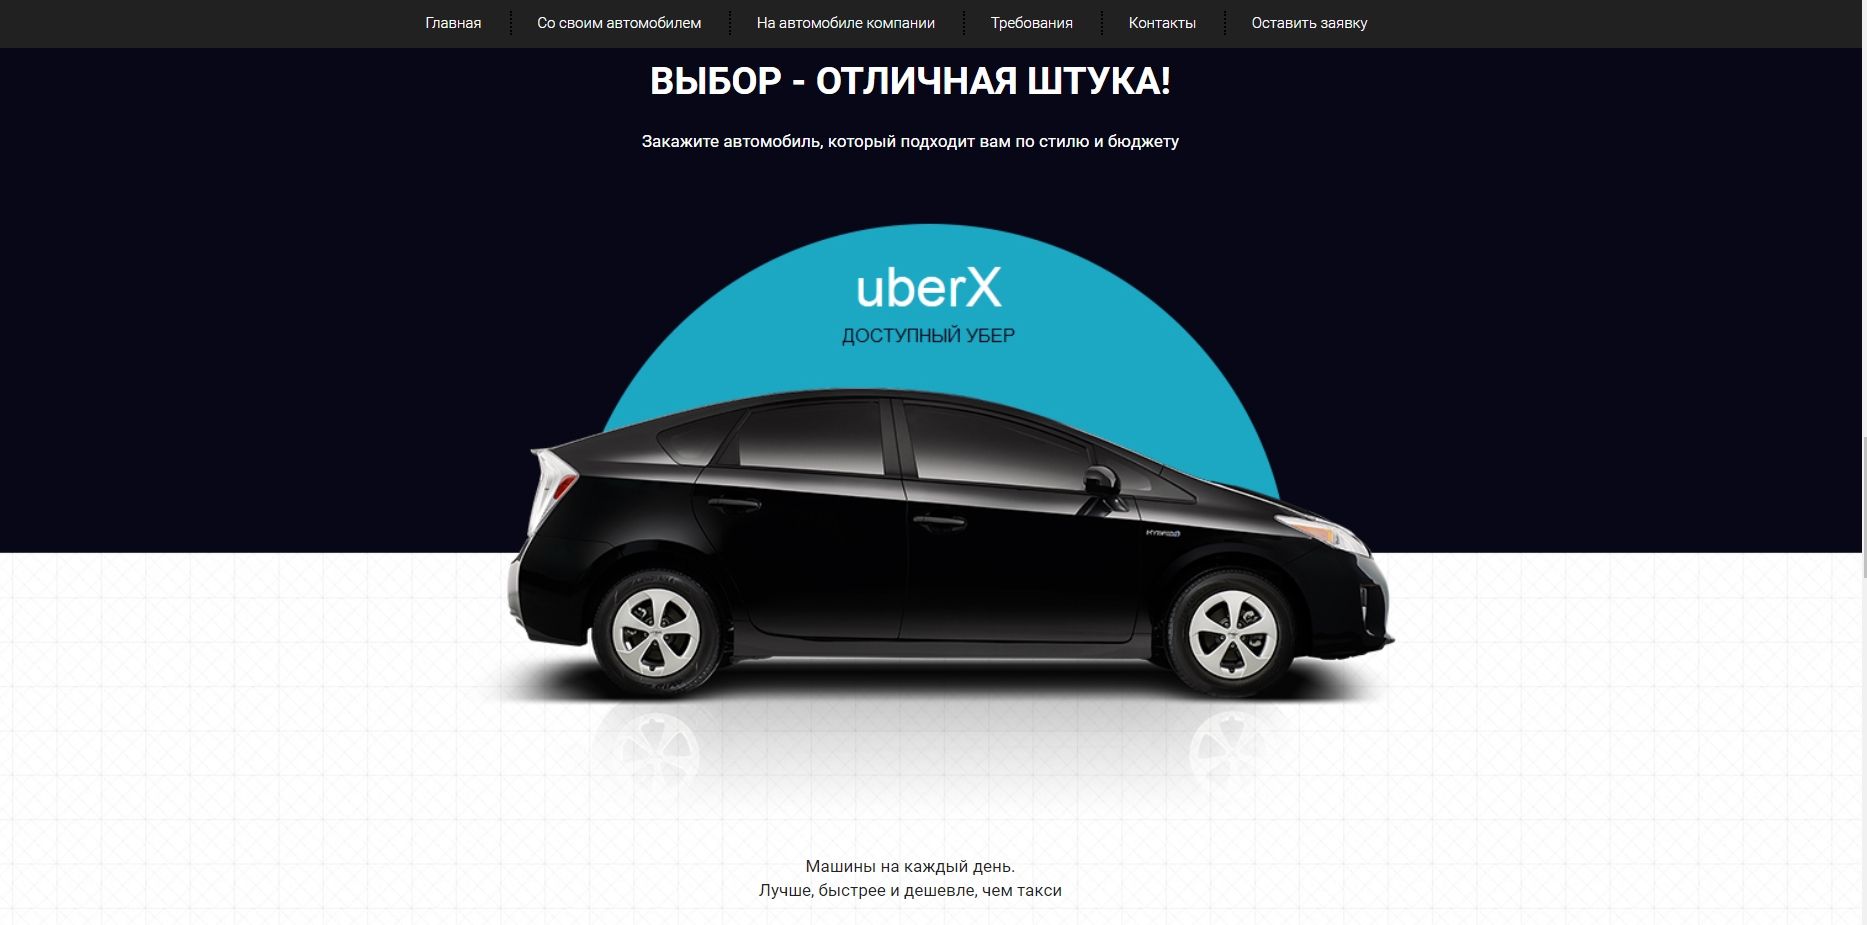 Главная
Со своим автомобилем
На автомобиле компании
Требования
Контакты
Оставить заявку
ВЫБОР - ОТЛИЧНАЯ ШТУКА!
Закажите автомобиль, который подходит вам по стилю и бюджету
uberX
ДОСТУПНЫЙ УБЕР
HYBRID
Машины на каждый день.
Лучше, быстрее и дешевле, чем такси